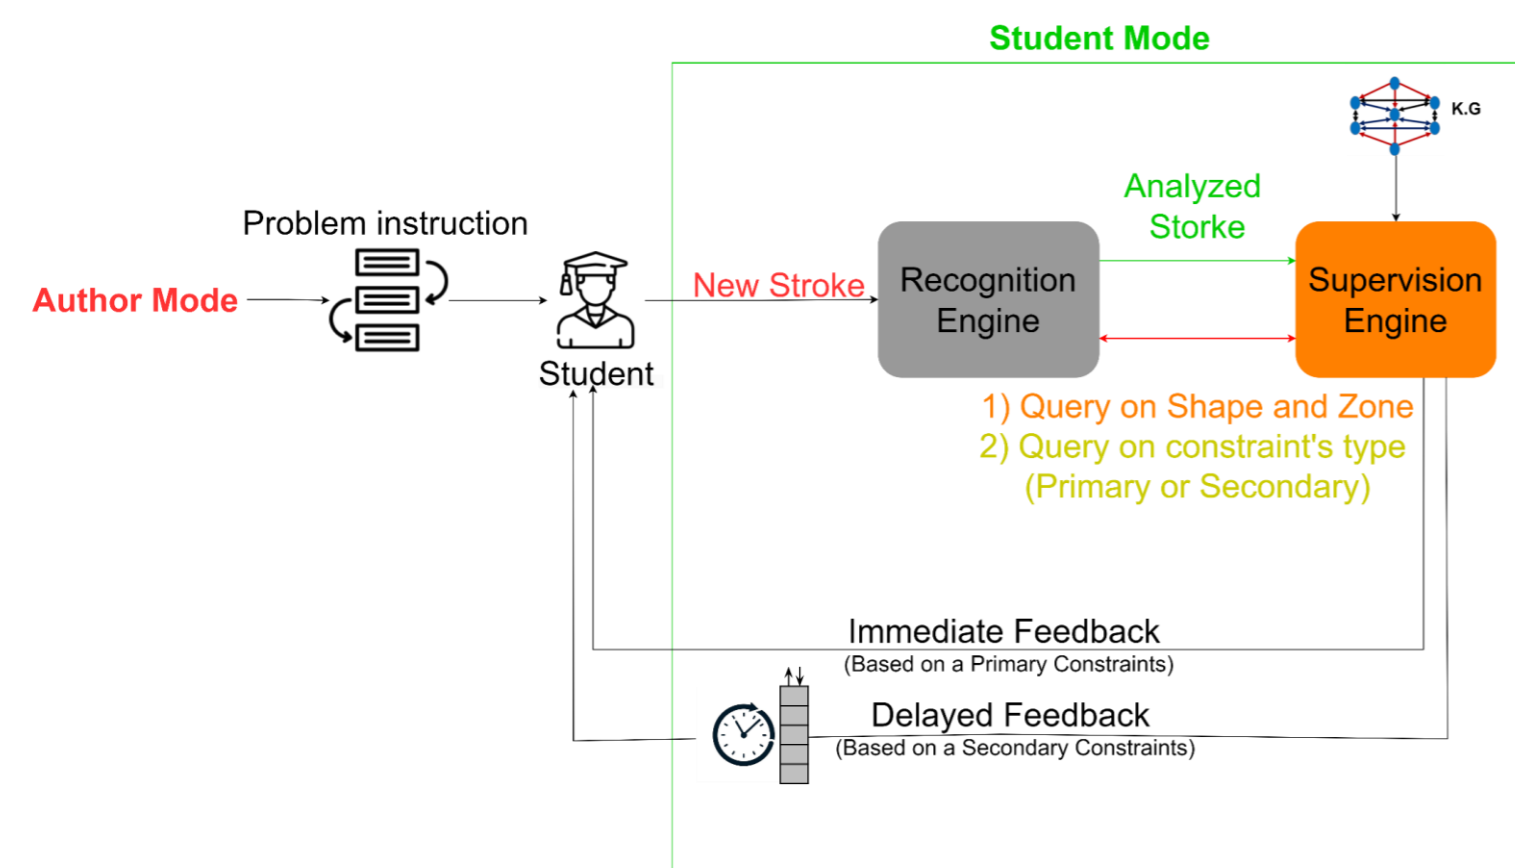 Student Mode
K.G
Analyzed
Storke
Problem instruction
Author Mode
New Stroke
Recognition
Engine
Supervision
Engine
Student
1) Query on Shape and Zone
2) Query on constraint's type
(Primary or Secondary)
Immediate Feedback
(Based on a Primary Constraints)
Delayed Feedback
(Based on a Secondary Constraints)